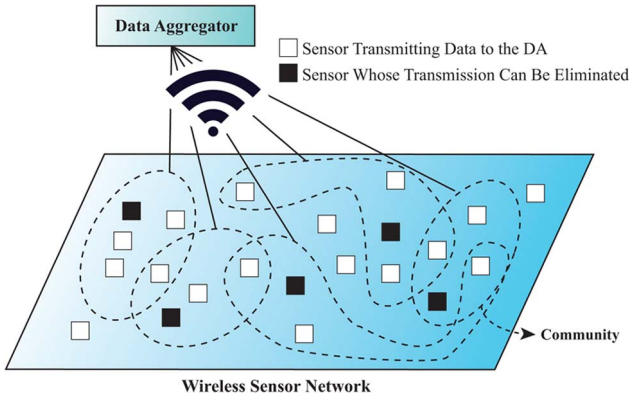 Data Aggregator
Sensor Transmitting Data to the DA
Sensor Whose Transmission Can Be Eliminated
Community
Wireless Sensor Network